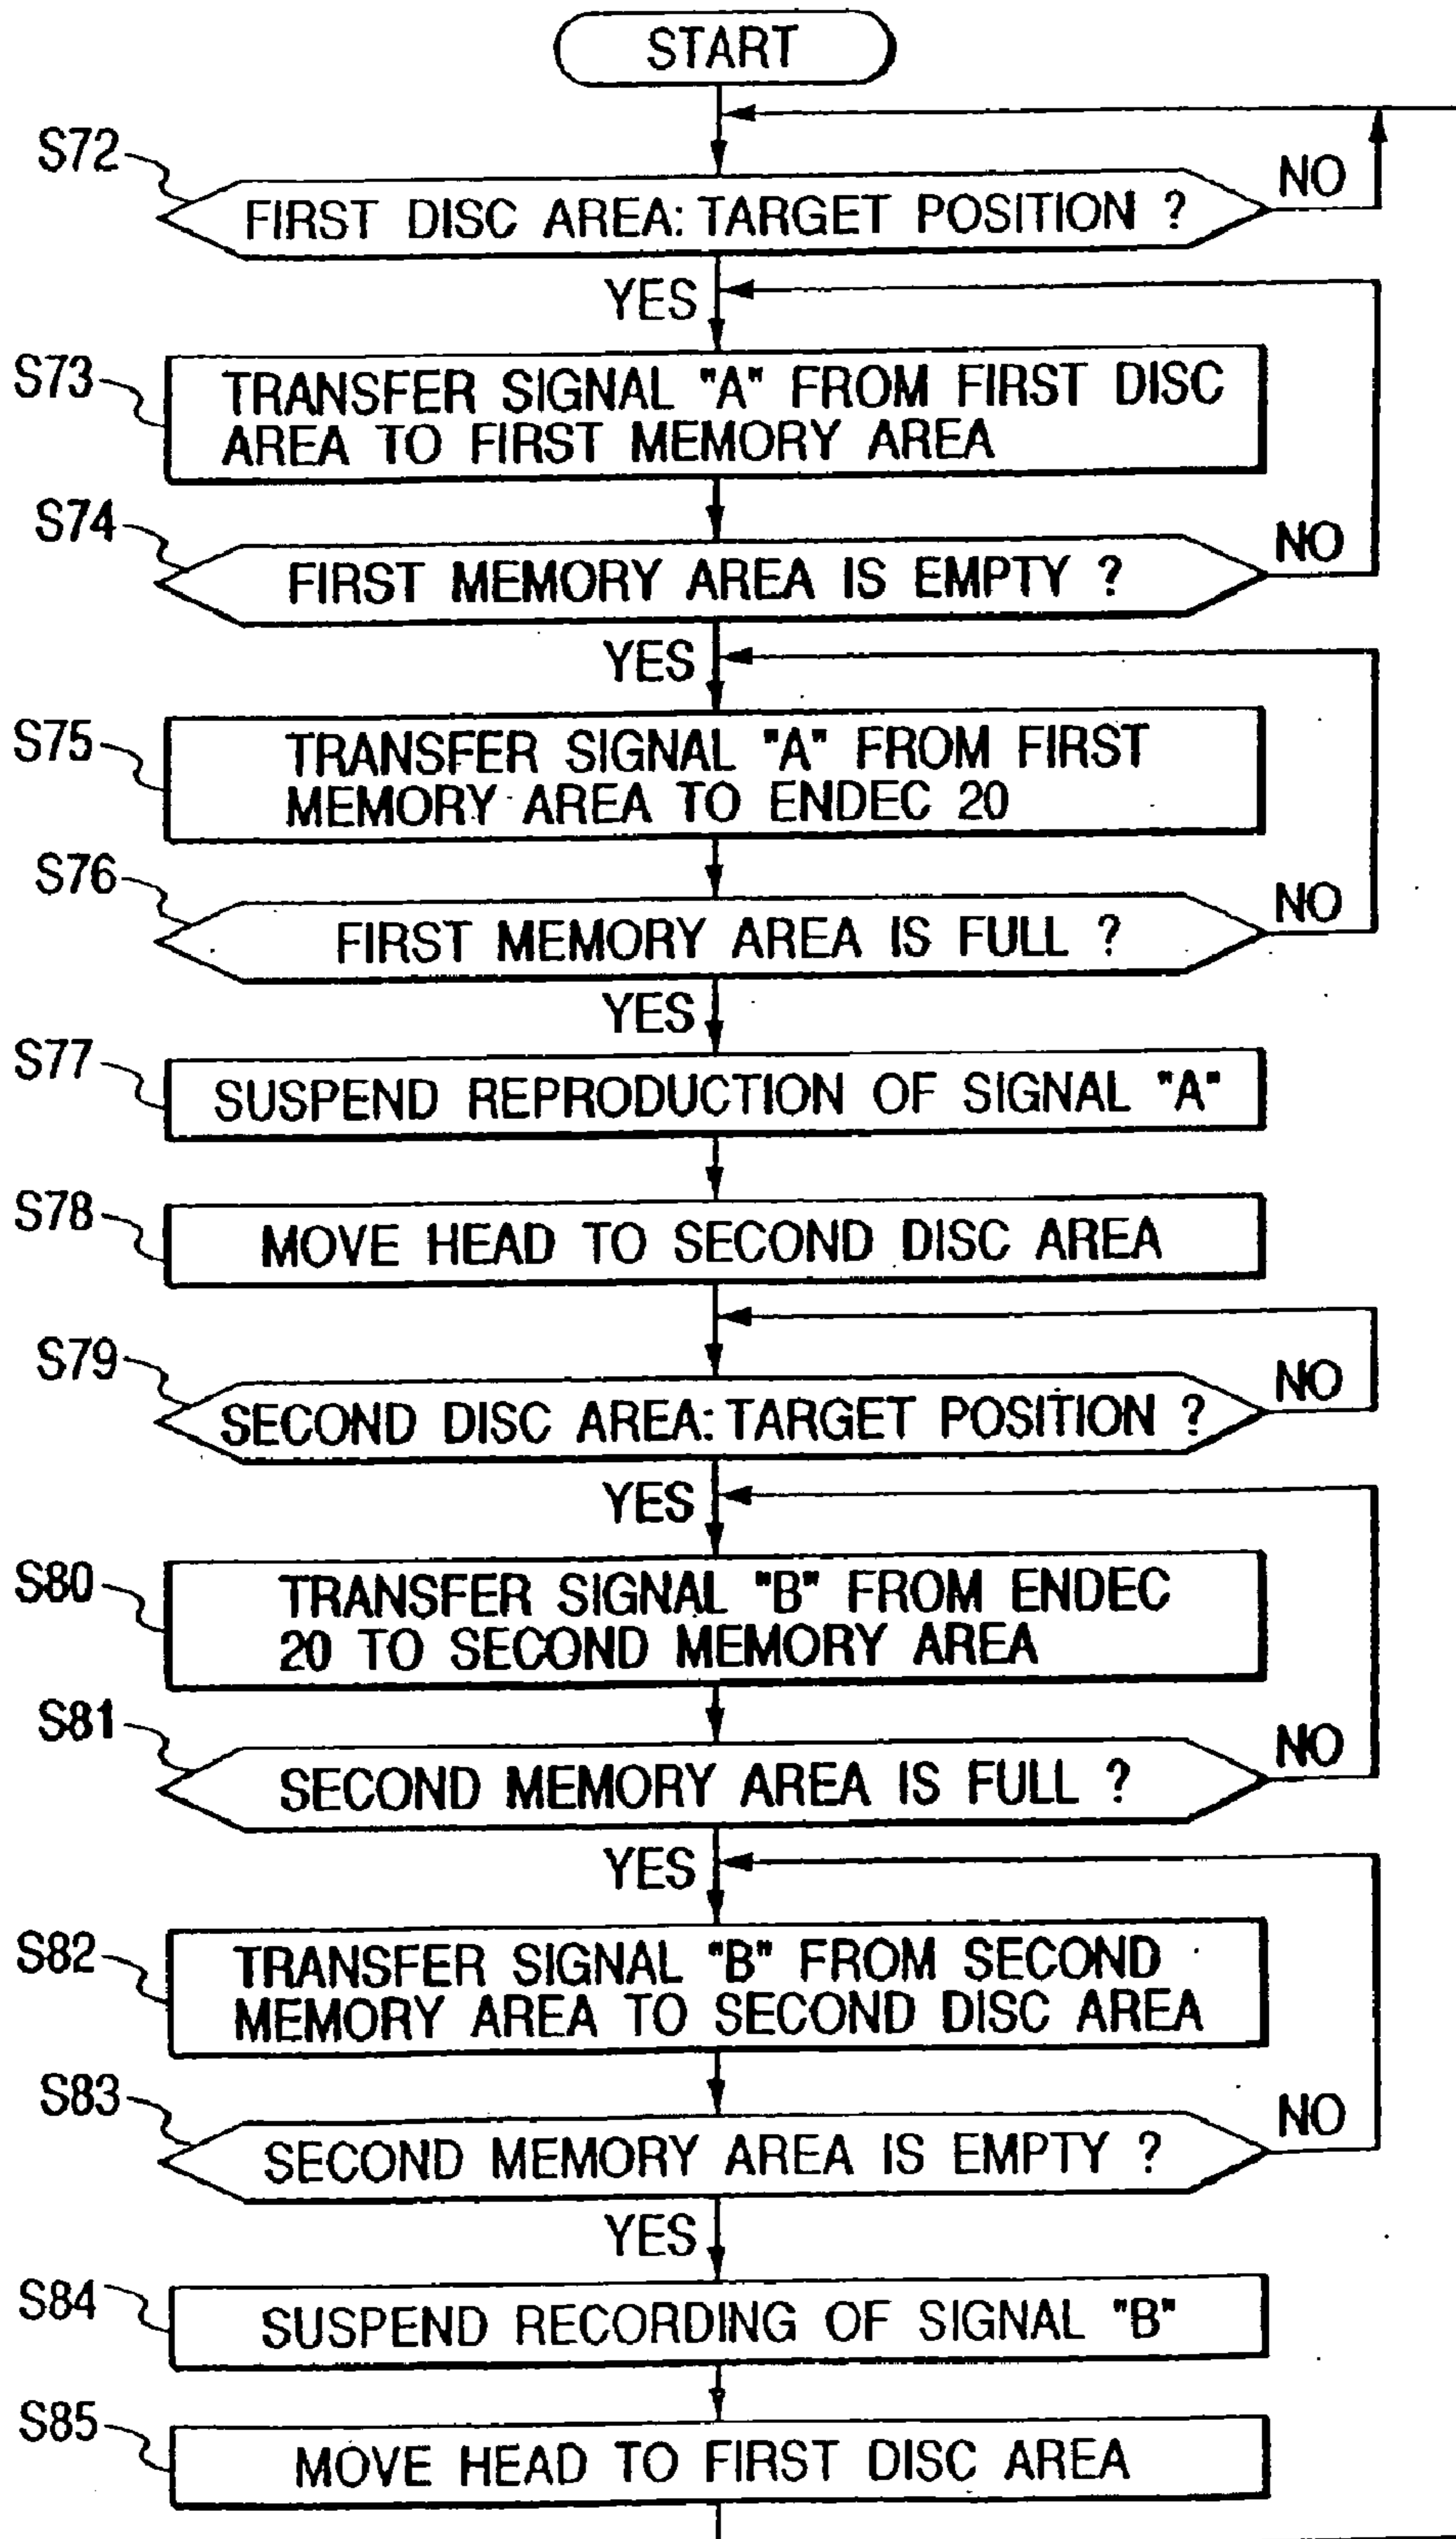 START
S72
FIRST DISC AREA: TARGET POSITION ?
NO
YES
S73
TRANSFER SIGNAL "A" FROM FIRST DISC
AREA TO FIRST MEMORY AREA
S74
FIRST MEMORY AREA IS EMPTY ?
NO
YES
S75
TRANSFER SIGNAL "A" FROM FIRST
MEMORY AREA TO ENDEC 20
S76
FIRST MEMORY AREA IS FULL ?
NO
YES
S77
SUSPEND REPRODUCTION OF SIGNAL "A"
S78
MOVE HEAD TO SECOND DISC AREA
S79
SECOND DISC AREA: TARGET POSITION ?
NO
YES
S80
TRANSFER SIGNAL "B" FROM ENDEC
20 TO SECOND MEMORY AREA
S81
SECOND MEMORY AREA IS FULL ?
NO
YES
S82
TRANSFER SIGNAL "B" FROM SECOND
MEMORY AREA TO SECOND DISC AREA
S83
SECOND MEMORY AREA IS EMPTY ?
NO
YES
S84
SUSPEND RECORDING OF SIGNAL "B"
S85
MOVE HEAD TO FIRST DISC AREA